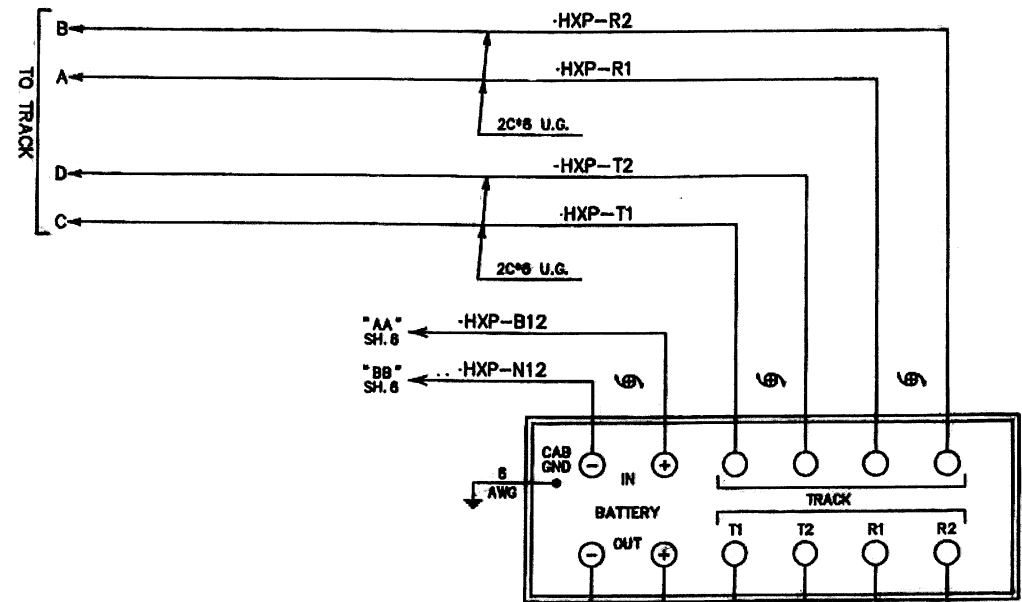 B
·HXP-R2
A
·HXP-R1
2C#6 U.G.
TO TRACK
D
-HXP-T2
C
·HXP-T1
2C#6 U.G.
"AA"
SH. 6
·HXP-B12
"BB"
SH. 6
·HXP-N12
CAB
GND
-
+
IN
6
AWG
TRACK
BATTERY
OUT
T1
T2
R1
R2
-
+